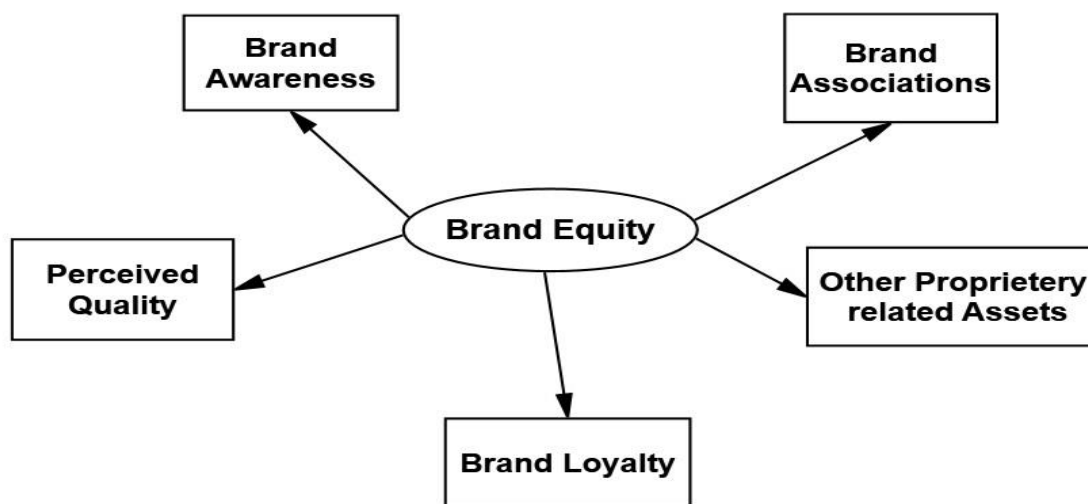 Brand
Awareness
Brand
Associations
Brand Equity
Perceived
Quality
Other Proprietery
related Assets
Brand Loyalty